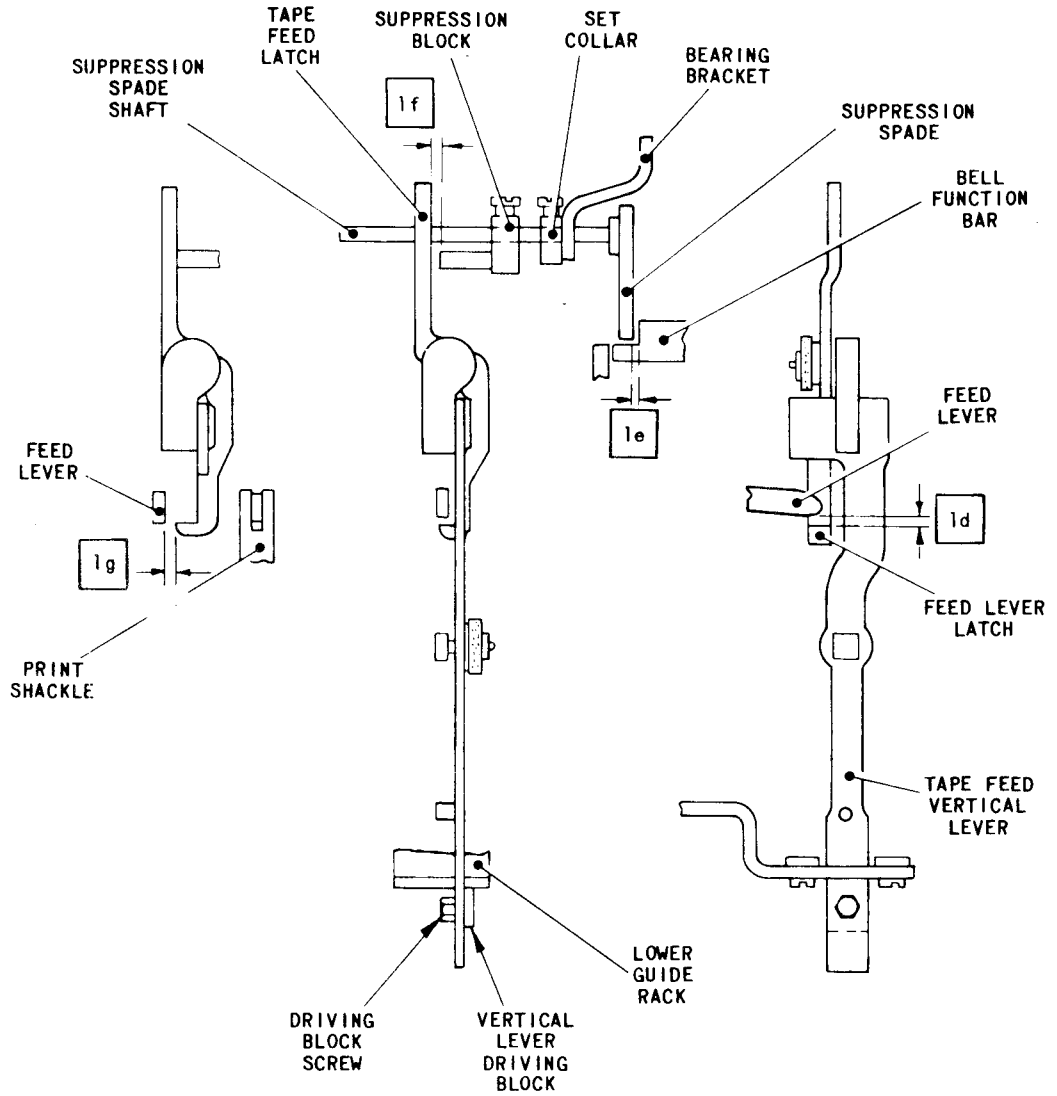 TAPE
FEED
LATCH
SUPPRESSION
BLOCK
SET
COLLAR
BEARING
BRACKET
SUPPRESSION
SPADE
SHAFT
1f
SUPPRESSION
SPADE
BELL
FUNCTION
BAR
FEED
LEVER
1e
FEED
LEVER
1d
1g
FEED LEVER
LATCH
PRINT
SHACKLE
TAPE FEED
VERTICAL
LEVER
LOWER
GUIDE
RACK
DRIVING
BLOCK
SCREW
VERTICAL
LEVER
DRIVING
BLOCK